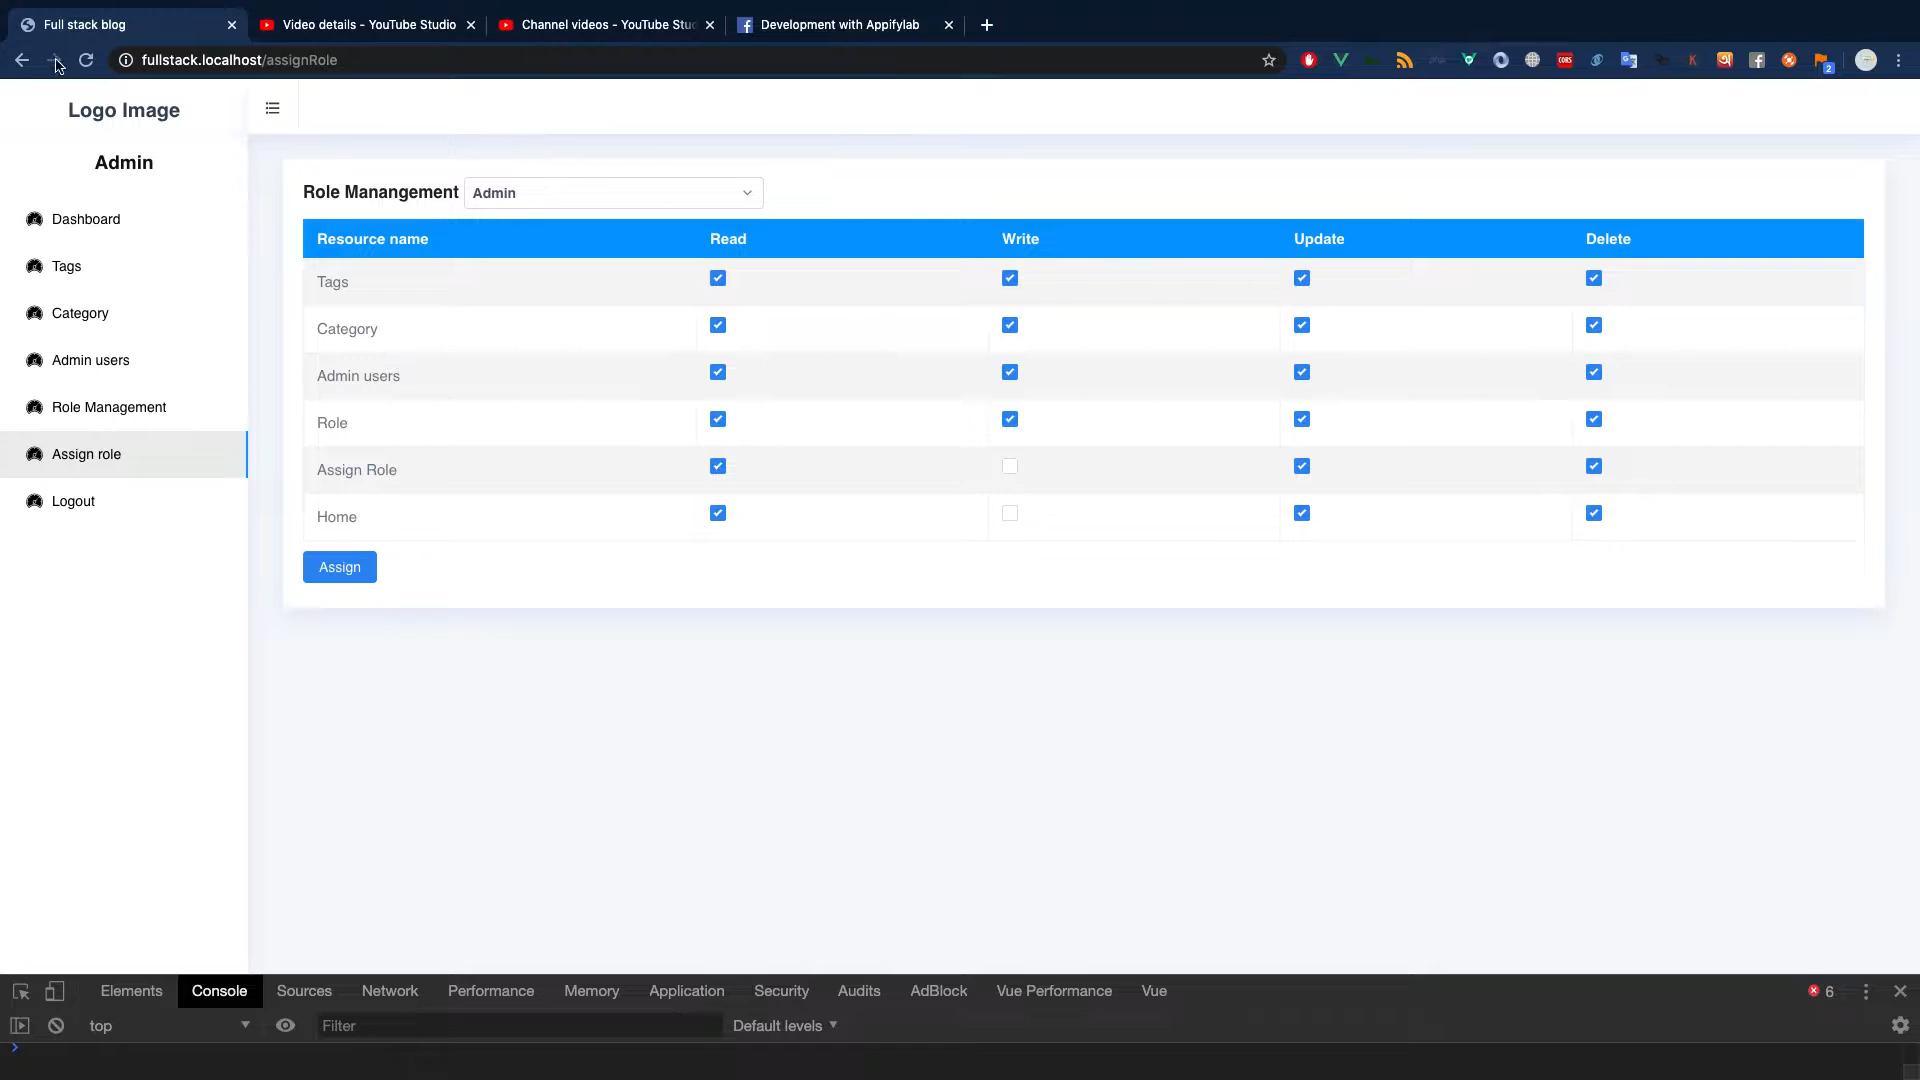 Full stack blog
Video details - YouTube Studio
Channel videos - YouTube Stu
Development with Appifylab
fullstack.localhost/assignRole
CORS
K
2
Logo Image
Admin
Dashboard
Tags
Category
Admin users
Role Management
Assign role
Logout
Role Manangement Admin
Resource name Read Write Update Delete
Tags
Category
Admin users
Role
Assign Role
Home
Assign
Elements Console Sources Network Performance Memory Application Security Audits AdBlock Vue Performance Vue 6
top Filter Default levels